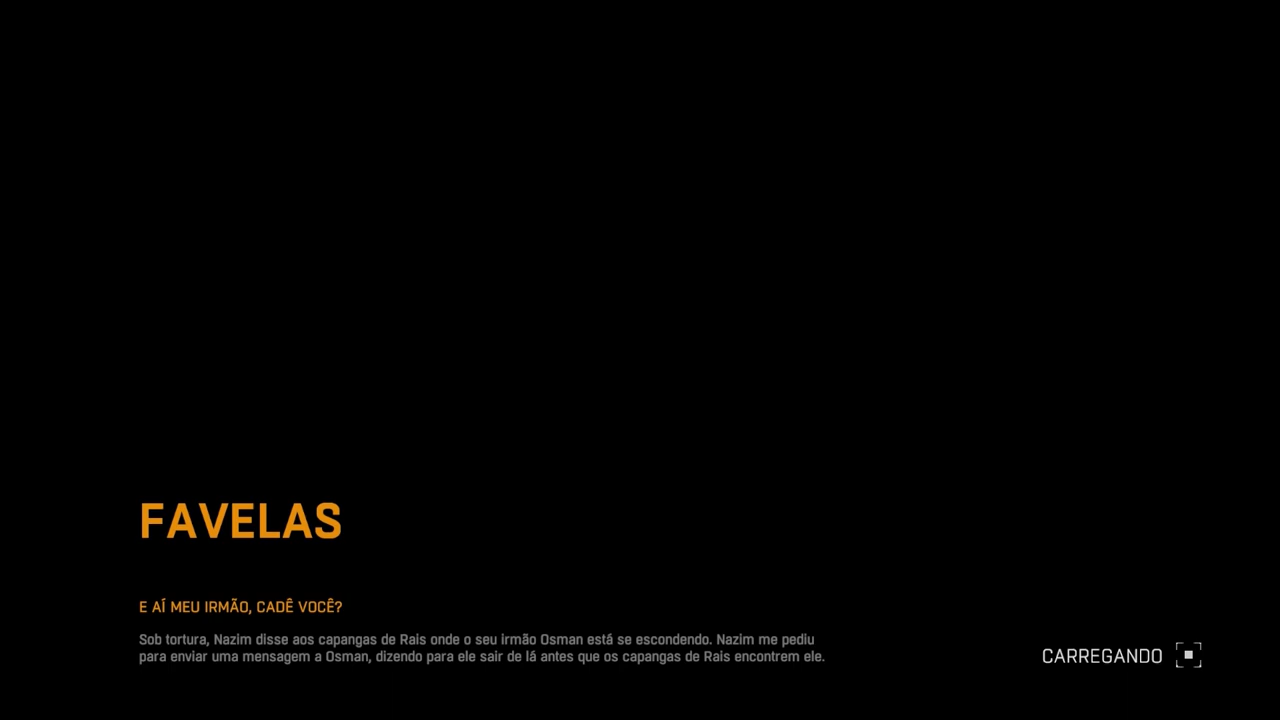 FAVELAS
E AÍ MEU IRMÃO, CADÊ VOCÊ?
Sob tortura, Nazim disse aos capangas de Rais onde o seu irmão Osman está se escondendo. Nazim me pediu
para enviar uma mensagem a Osman, dizendo para ele sair de lá antes que os capangas de Rais encontrem ele.
CARREGANDO